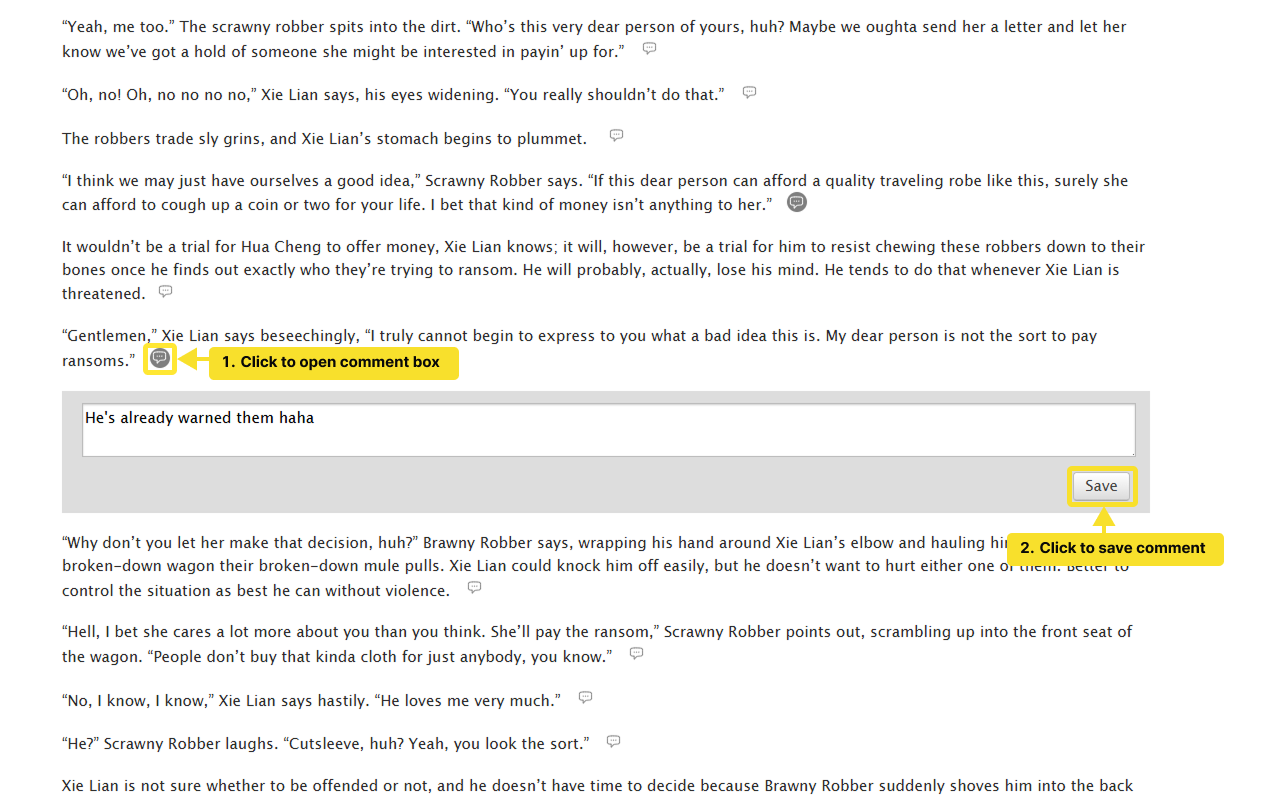 “Yeah, me too.” The scrawny robber spits into the dirt. “Who’s this very dear person of yours, huh? Maybe we oughta send her a letter and let her
know we’ve got a hold of someone she might be interested in payin’ up for.”
“Oh, no! Oh, no no no no,” Xie Lian says, his eyes widening. “You really shouldn’t do that.”
The robbers trade sly grins, and Xie Lian’s stomach begins to plummet.
“I think we may just have ourselves a good idea,” Scrawny Robber says. “If this dear person can afford a quality traveling robe like this, surely she
can afford to cough up a coin or two for your life. I bet that kind of money isn’t anything to her.”
It wouldn’t be a trial for Hua Cheng to offer money, Xie Lian knows; it will, however, be a trial for him to resist chewing these robbers down to their
bones once he finds out exactly who they’re trying to ransom. He will probably, actually, lose his mind. He tends to do that whenever Xie Lian is
threatened.
“Gentlemen,” Xie Lian says beseechingly, “I truly cannot begin to express to you what a bad idea this is. My dear person is not the sort to pay
ransoms.”
1. Click to open comment box
He's already warned them haha
Save
“Why don’t you let her make that decision, huh?” Brawny Robber says, wrapping his hand around Xie Lian’s elbow and hauling
2. Click to save comment
broken-down wagon their broken-down mule pulls. Xie Lian could knock him off easily, but he doesn’t want to hurt either one of them. Better to
control the situation as best he can without violence.
“Hell, I bet she cares a lot more about you than you think. She’ll pay the ransom,” Scrawny Robber points out, scrambling up into the front seat of
the wagon. “People don’t buy that kinda cloth for just anybody, you know.”
“No, I know, I know,” Xie Lian says hastily. “He loves me very much.”
“He?” Scrawny Robber laughs. “Cutsleeve, huh? Yeah, you look the sort.”
Xie Lian is not sure whether to be offended or not, and he doesn’t have time to decide because Brawny Robber suddenly shoves him into the back